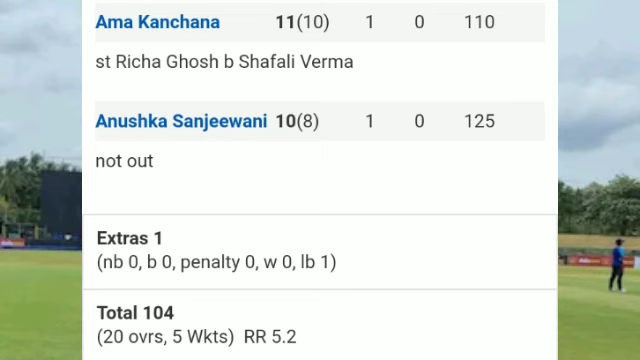 Ama Kanchana 11(10) 1 0 110
st Richa Ghosh b Shafali Verma
Anushka Sanjeewani 10(8) 1 0 125
not out
Extras 1
(nb 0, b 0, penalty 0, w 0, lb 1)
Total 104
(20 ovrs, 5 Wkts) RR 5.2